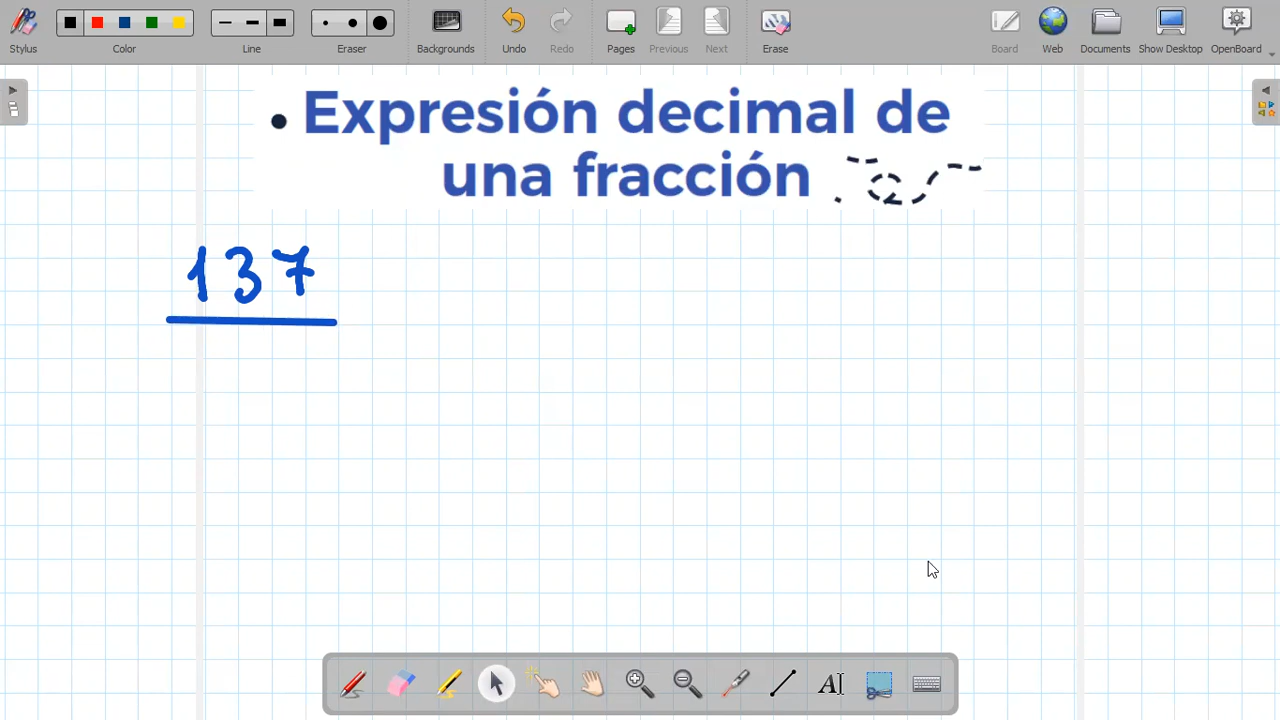 Stylus Color Line Eraser Backgrounds Undo Redo Pages Previous Next Erase Board Web Documents Show Desktop OpenBoard
• Expresión decimal de
una fracción
137
AI